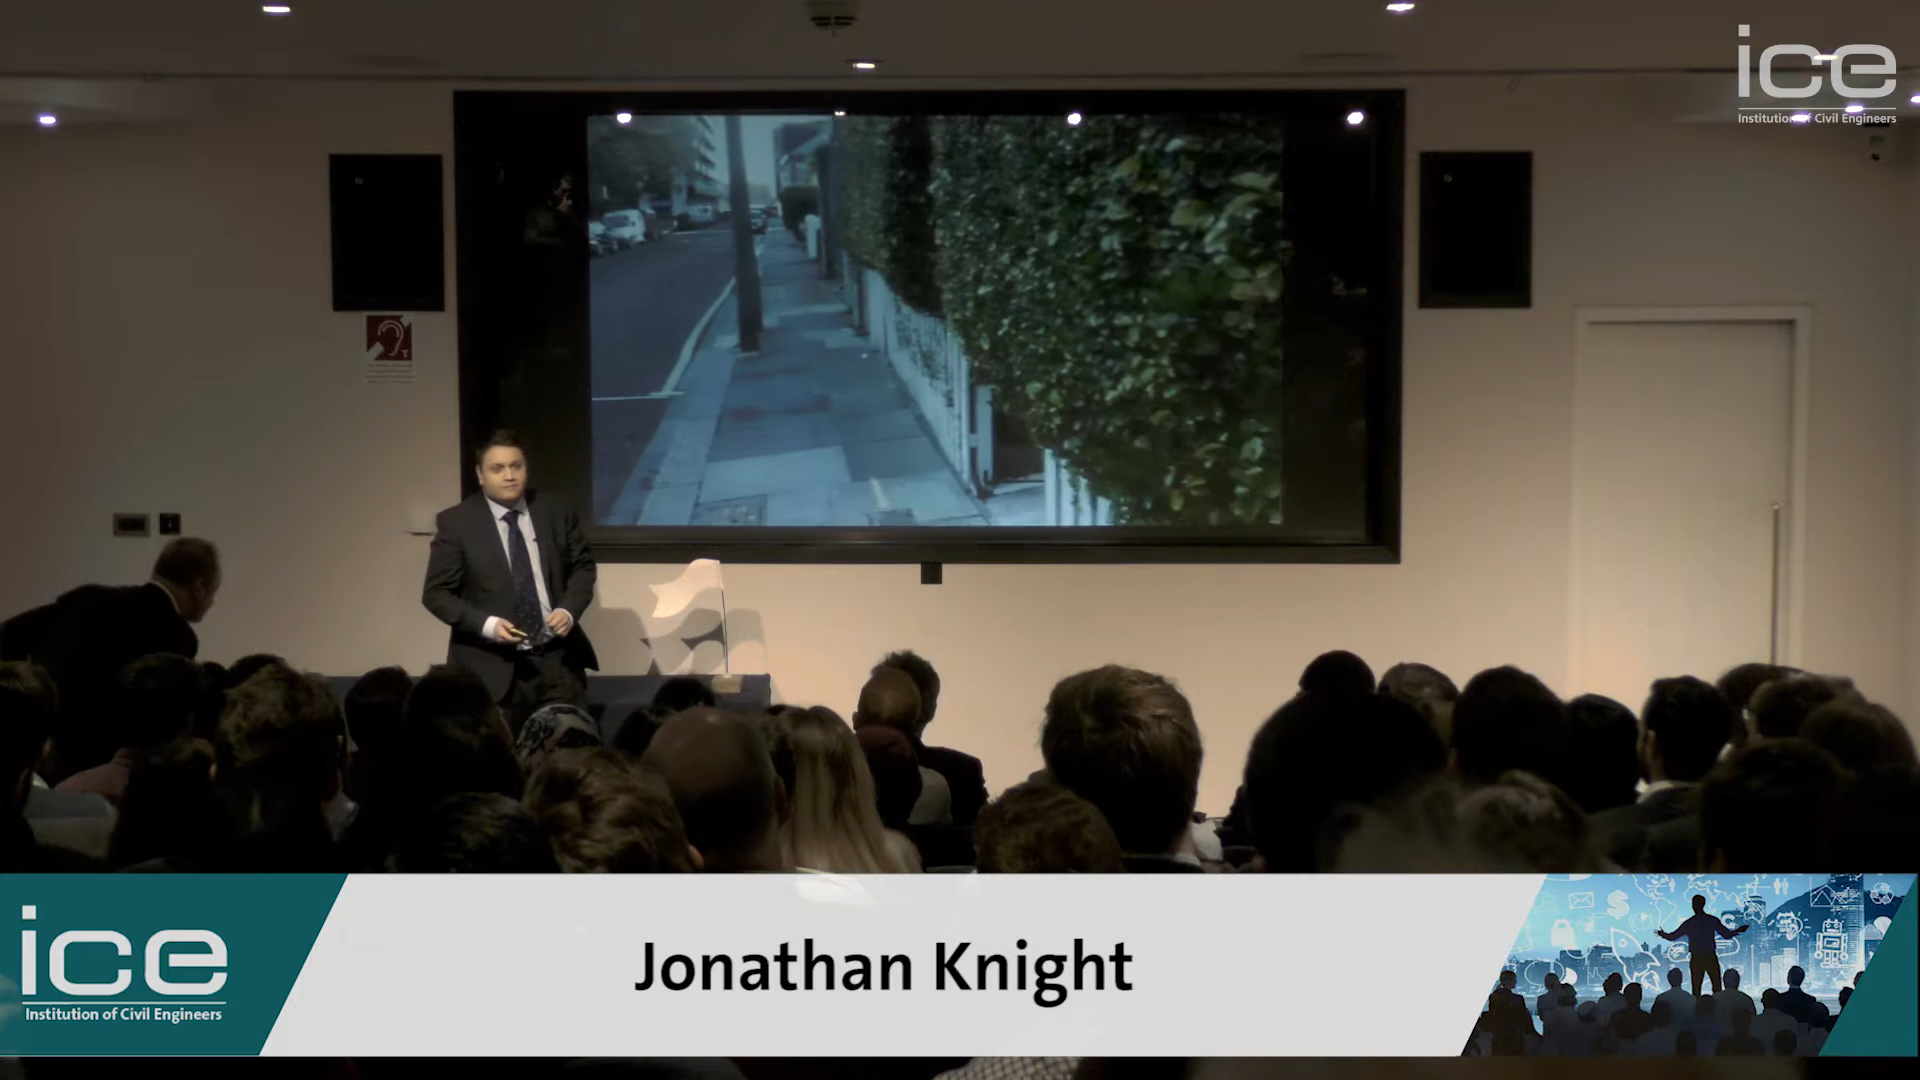 ice
Institution of Civil Engineers
T
Jonathan Knight
ice
Institution of Civil Engineers